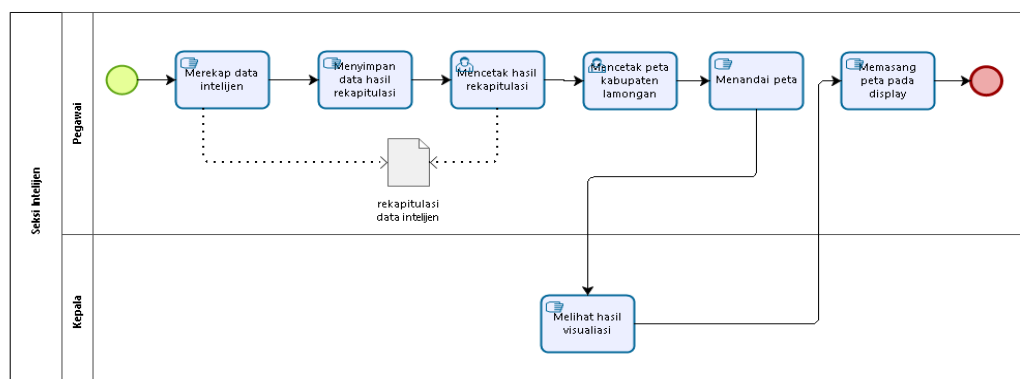 Seksi Intelijen
Pegawai
Merekap data
intelijen
Menyimpan
data hasil
rekapitulasi
Mencetak hasil
rekapitulasi
Mencetak peta
kabupaten
lamongan
Menandai peta
Memasang
peta pada
display
rekapitulasi
data intelijen
Kepala
Melihat hasil
visualiasi